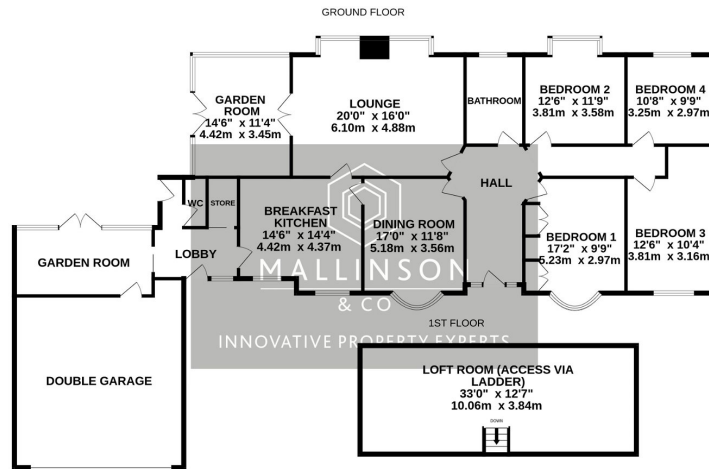 GROUND FLOOR
GARDEN
ROOM
14'6" x 11'4"
4.42m x 3.45m
LOUNGE
20'0" x 16'0"
6.10m x 4.88m
BATHROOM
BEDROOM 2
12'6" x 11'9"
3.81m x 3.58m
BEDROOM 4
10'8" x 9'9"
3.25m x 2.97m
HALL
WC
STORE
BREAKFAST
KITCHEN
14'6" x 14'4"
4.42m x 4.37m
DINING ROOM
17'0" x 11'8"
5.18m x 3.56m
BEDROOM 1
17'2" x 9'9"
5.23m x 2.97m
BEDROOM 3
12'6" x 10'4"
3.81m x 3.16m
GARDEN ROOM
LOBBY
MALLINSON
& CO
INNOVATIVE PROPERTY EXPERTS
DOUBLE GARAGE
1ST FLOOR
LOFT ROOM (ACCESS VIA
LADDER)
33'0" x 12'7"
10.06m x 3.84m
DOWN